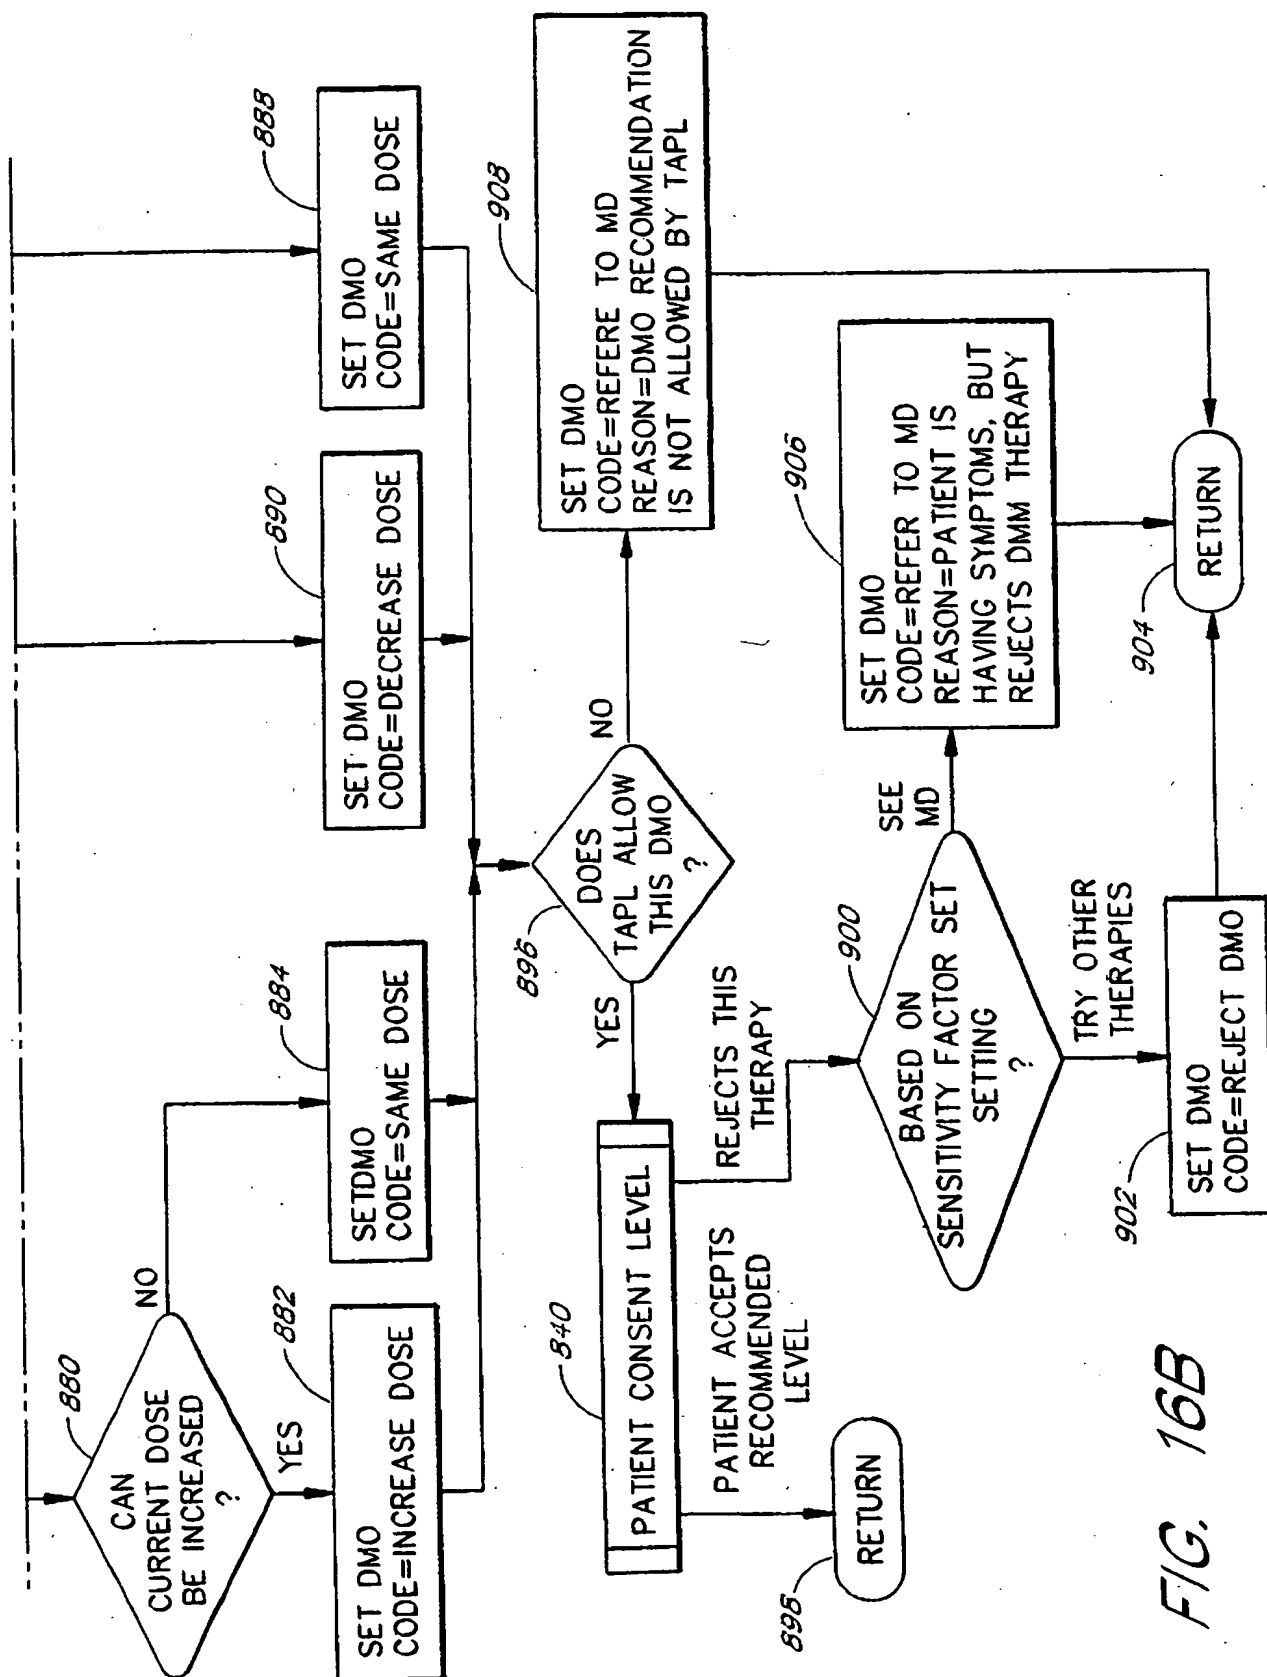 880
CAN
CURRENT DOSE
BE INCREASED
?
NO
YES
882
SET DMO
CODE=INCREASE DOSE
884
SETDMO
CODE=SAME DOSE
890
SET DMO
CODE=DECREASE DOSE
888
SET DMO
CODE=SAME DOSE
896
DOES
TAPL ALLOW
THIS DMO
?
NO
YES
908
SET DMO
CODE=REFERE TO MD
REASON=DMO RECOMMENDATION
IS NOT ALLOWED BY TAPL
840
PATIENT CONSENT LEVEL
PATIENT ACCEPTS
RECOMMENDED
LEVEL
REJECTS THIS
THERAPY
898
RETURN
900
BASED ON
SENSITIVITY FACTOR SET
SETTING
?
SEE
MD
TRY OTHER
THERAPIES
906
SET DMO
CODE=REFER TO MD
REASON=PATIENT IS
HAVING SYMPTOMS, BUT
REJECTS DMM THERAPY
902
SET DMO
CODE=REJECT DMO
904
RETURN
FIG. 16B